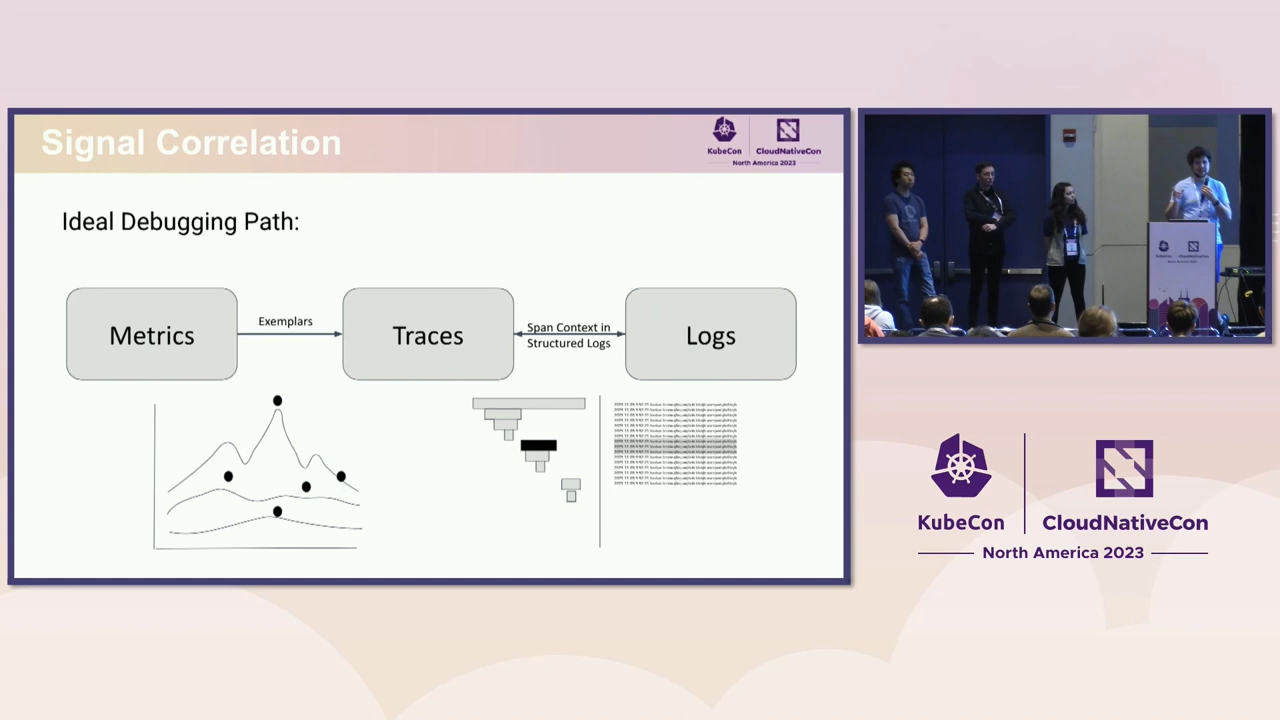 Signal Correlation
KubeCon
CloudNativeCon
North America 2023
Ideal Debugging Path:
Metrics
Exemplars
Traces
Span Context in
Structured Logs
Logs
KubeCon
CloudNativeCon
North America 2023